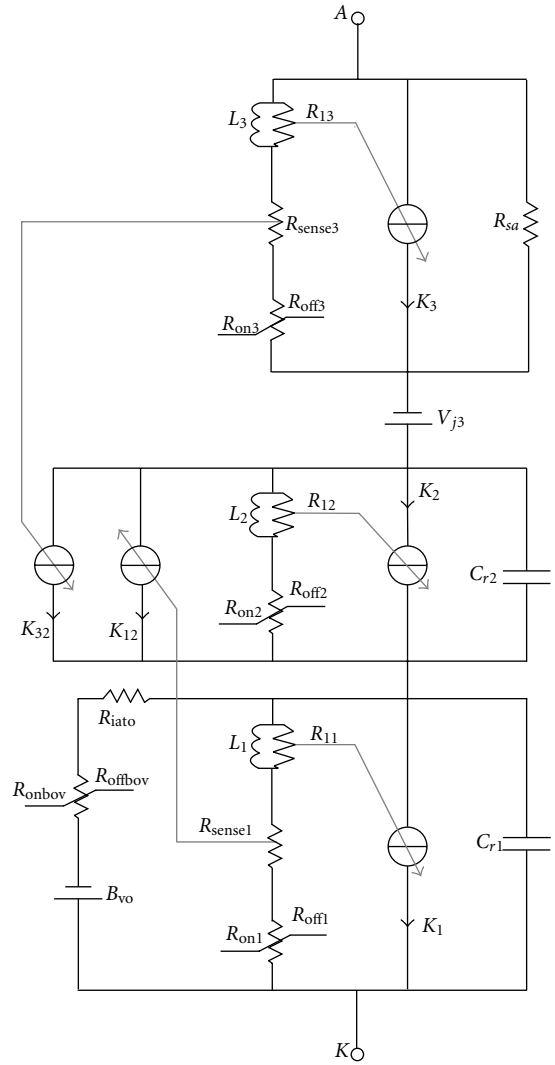 A
L3
R13
Rsense3
Rsa
Roff3
Ron3
K3
Vj3
K2
L2
R12
Cr2
Roff2
Ron2
K32
K12
Riato
L1
R11
Roffbov
Ronbov
Rsense1
Cr1
Bvo
Roff1
Ron1
K1
K